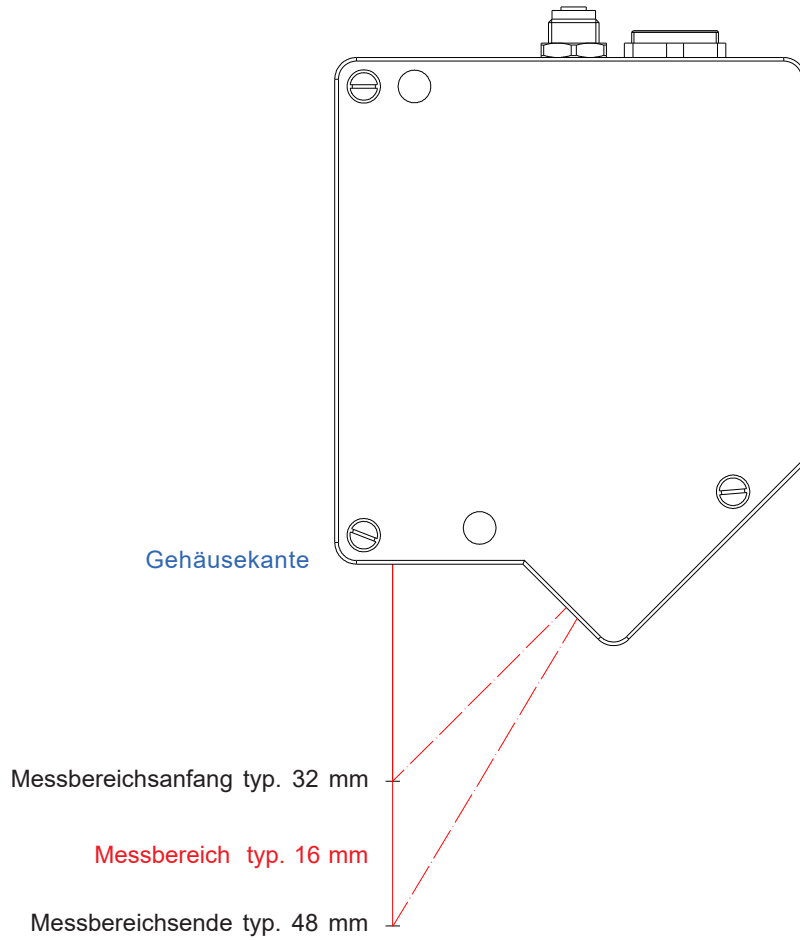 Gehäusekante
Messbereichsanfang typ. 32 mm
Messbereich typ. 16 mm
Messbereichsende typ. 48 mm